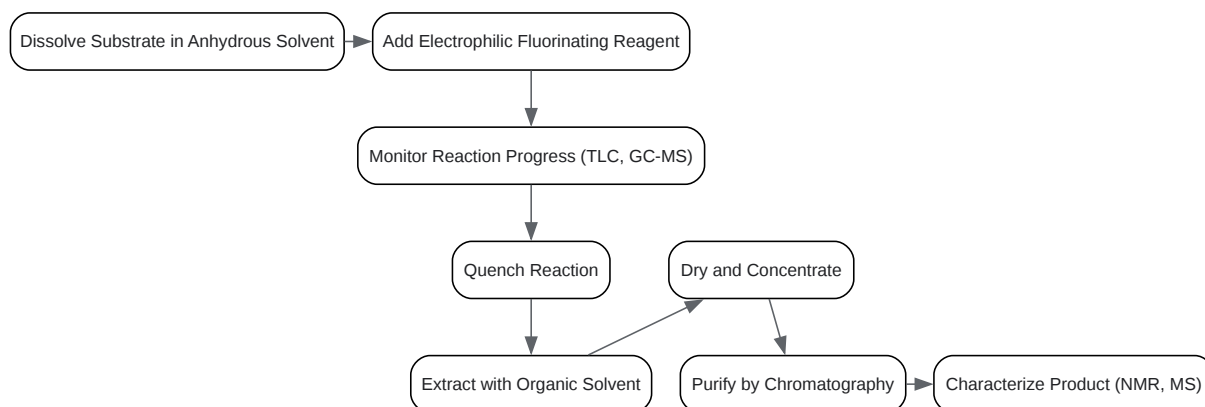 Dissolve Substrate in Anhydrous Solvent
Add Electrophilic Fluorinating Reagent
Monitor Reaction Progress (TLC, GC-MS)
Quench Reaction
Dry and Concentrate
Extract with Organic Solvent
Purify by Chromatography
Characterize Product (NMR, MS)